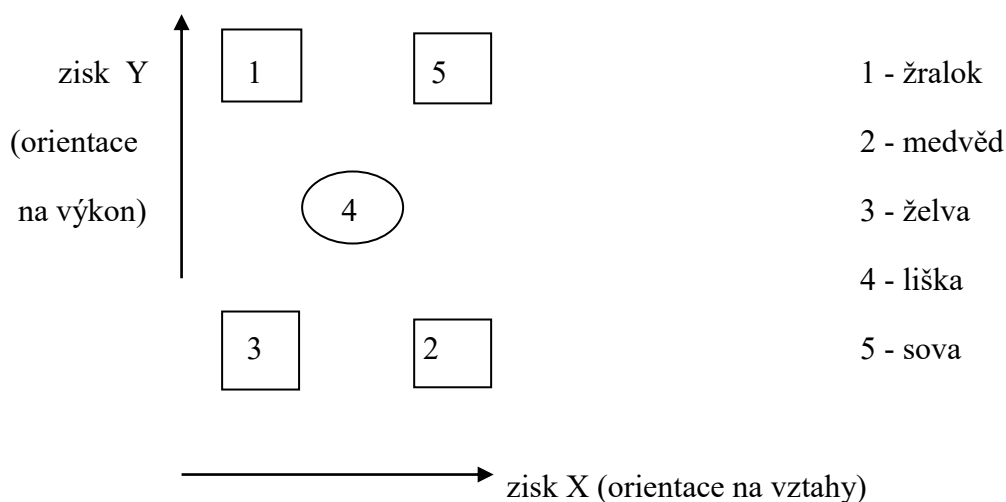 zisk Y 1 5 1 - žralok
(orientace 2 - medvěd
na výkon) 4 3 - želva
4 - liška
3 2 5 - sova
zisk X (orientace na vztahy)